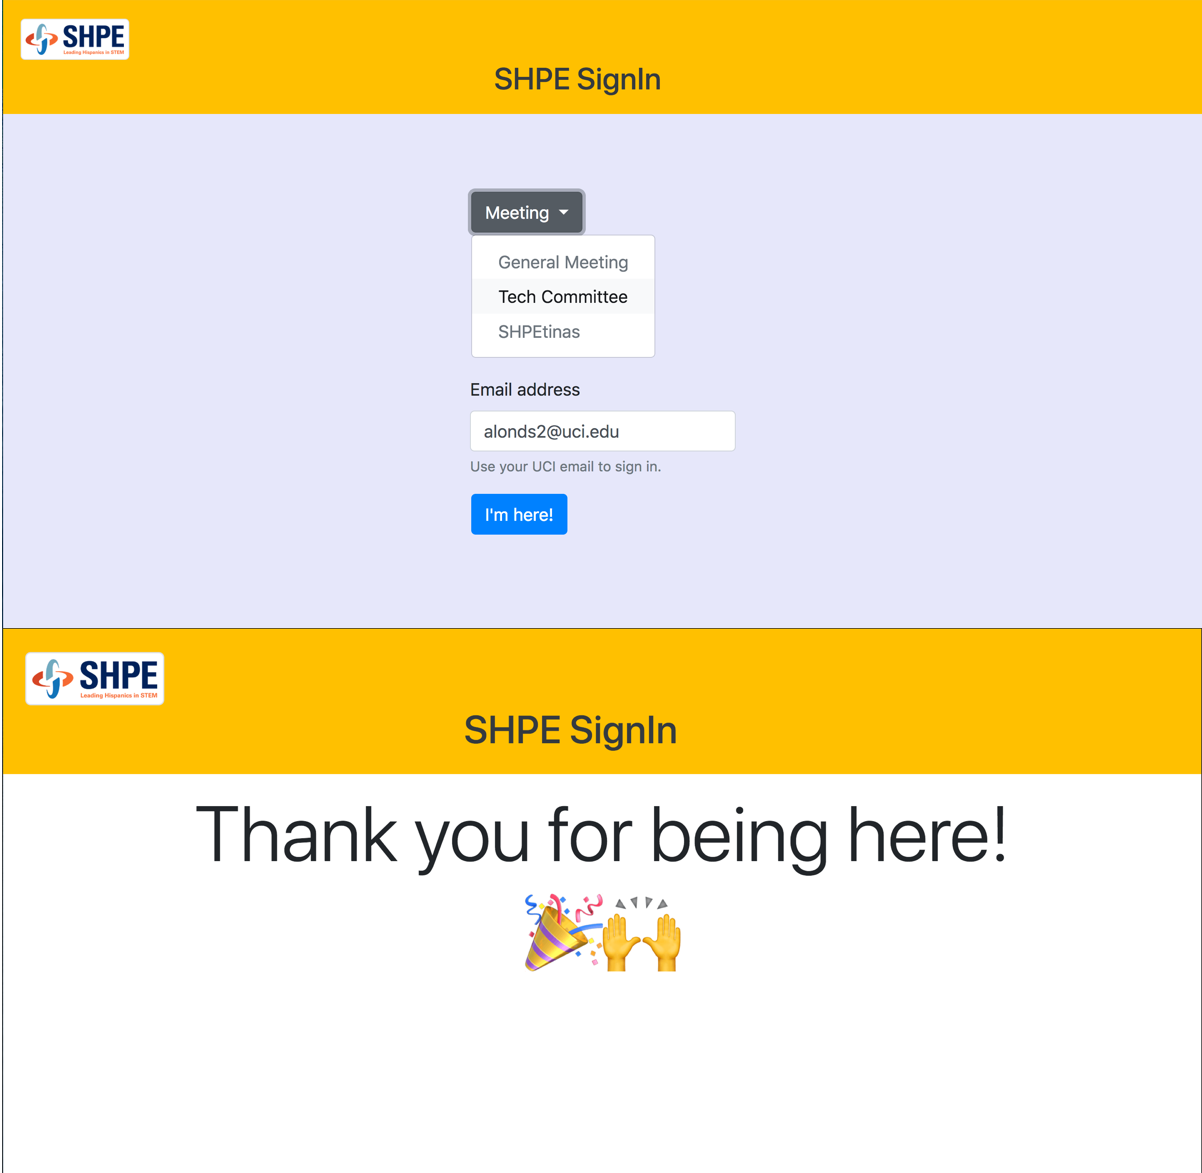 SHPE
Leading Hispanics in STEM
SHPE SignIn
Meeting
General Meeting
Tech Committee
SHPEtinas
Email address
alonds2@uci.edu
Use your UCI email to sign in.
I'm here!
SHPE
Leading Hispanics in STEM
SHPE SignIn
Thank you for being here!